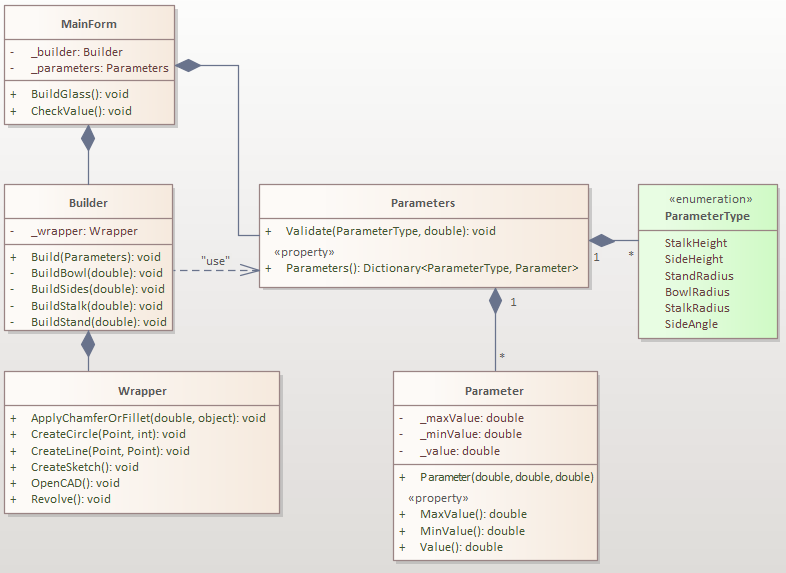 MainForm
- _builder: Builder
- _parameters: Parameters
+ BuildGlass(): void
+ CheckValue(): void
Builder
- _wrapper: Wrapper
+ Build(Parameters): void
- BuildBowl(double): void
- BuildSides(double): void
- BuildStalk(double): void
- BuildStand(double): void
"use"
Parameters
+ Validate(ParameterType, double): void
«property»
+ Parameters(): Dictionary<ParameterType, Parameter>
1
*
«enumeration»
ParameterType
StalkHeight
SideHeight
StandRadius
BowlRadius
StalkRadius
SideAngle
1
*
Wrapper
+ ApplyChamferOrFillet(double, object): void
+ CreateCircle(Point, int): void
+ CreateLine(Point, Point): void
+ CreateSketch(): void
+ OpenCAD(): void
+ Revolve(): void
Parameter
- _maxValue: double
- _minValue: double
- _value: double
+ Parameter(double, double, double)
«property»
+ MaxValue(): double
+ MinValue(): double
+ Value(): double